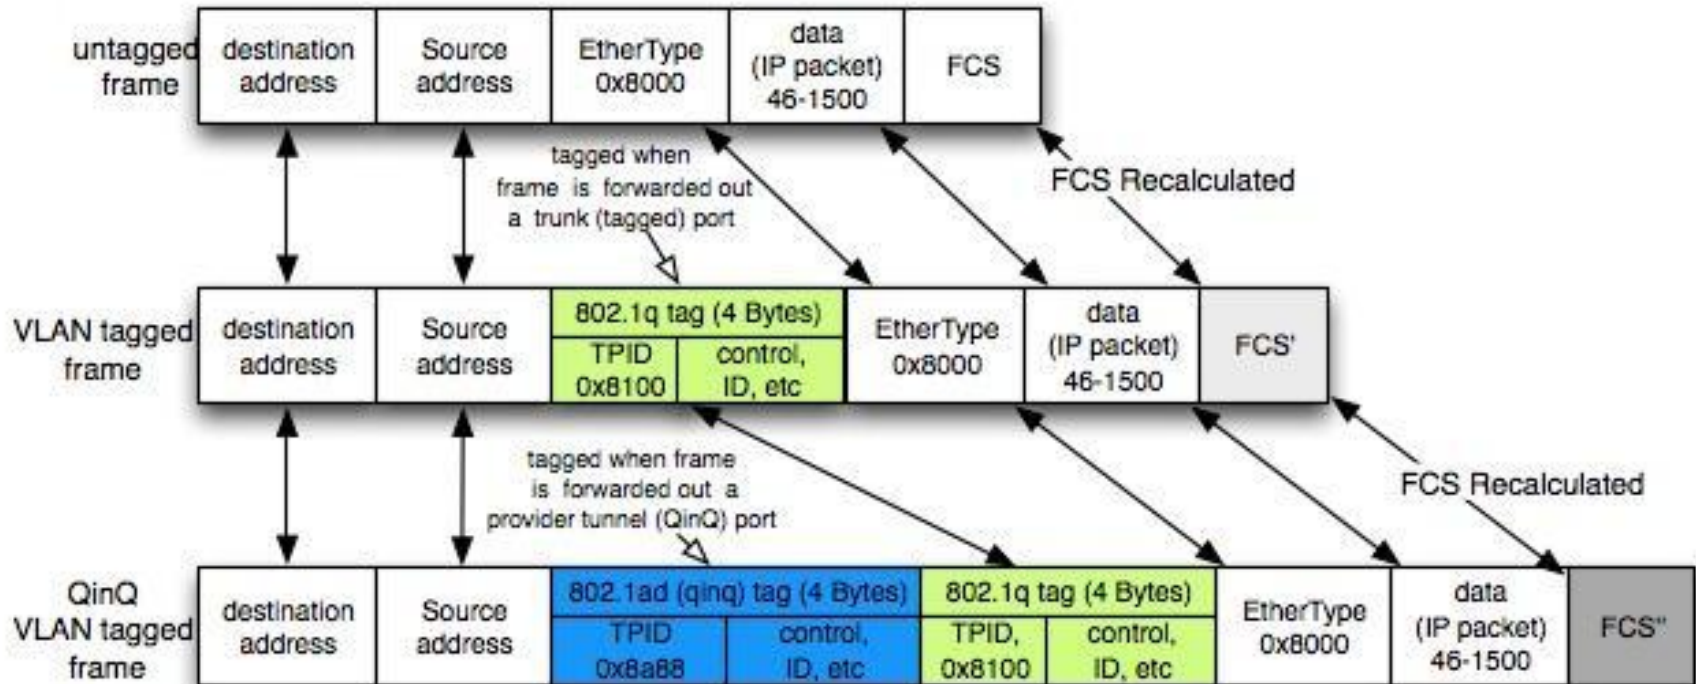 untagged
frame
destination
address
Source
address
EtherType
0x8000
data
(IP packet)
46-1500
FCS
tagged when
frame is forwarded out
a trunk (tagged) port
FCS Recalculated
VLAN tagged
frame
destination
address
Source
address
802.1q tag (4 Bytes)
TPID
0x8100
control,
ID, etc
EtherType
0x8000
data
(IP packet)
46-1500
FCS'
tagged when frame
is forwarded out a
provider tunnel (QinQ) port
FCS Recalculated
QinQ
VLAN tagged
frame
destination
address
Source
address
802.1ad (qinq) tag (4 Bytes)
TPID
0x8a88
control,
ID, etc
802.1q tag (4 Bytes)
TPID,
0x8100
control,
ID, etc
EtherType
0x8000
data
(IP packet)
46-1500
FCS"